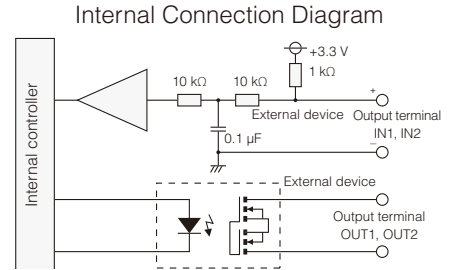 Internal Connection Diagram
+3.3 V
1 kΩ
10 kΩ
10 kΩ
External device
+
Output terminal
IN1, IN2
0.1 µF
−
Internal controller
External device
Output terminal
OUT1, OUT2